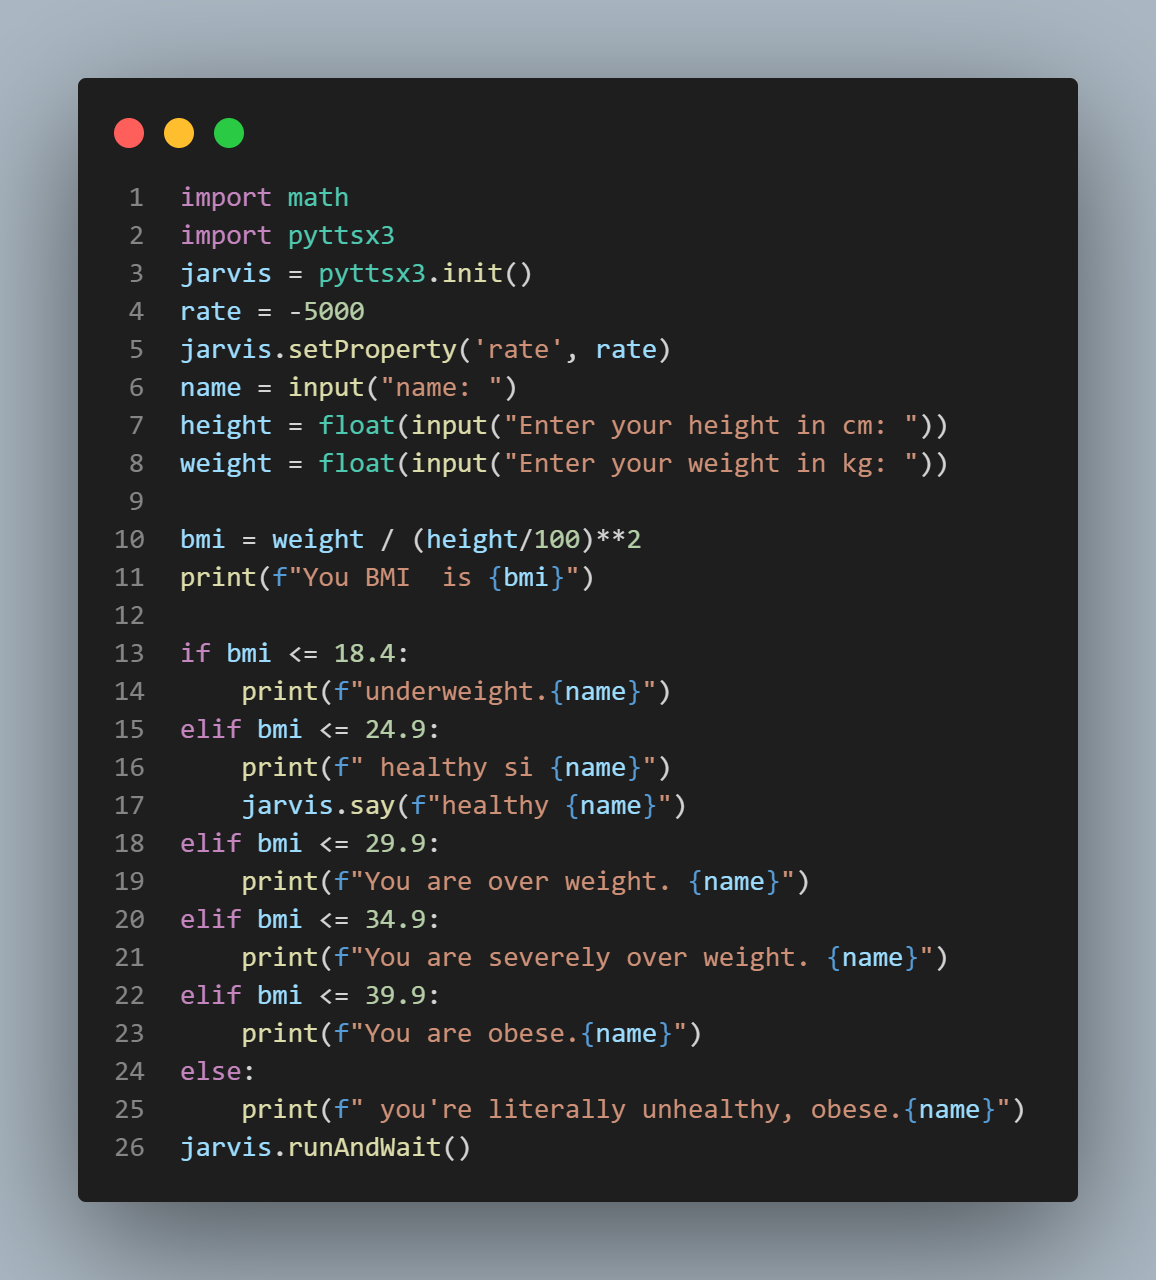 1 import math
2 import pyttsx3
3 jarvis = pyttsx3.init()
4 rate = -5000
5 jarvis.setProperty('rate', rate)
6 name = input("name: ")
7 height = float(input("Enter your height in cm: "))
8 weight = float(input("Enter your weight in kg: "))
9
10 bmi = weight / (height/100)**2
11 print(f"You BMI  is {bmi}")
12
13 if bmi <= 18.4:
14     print(f"underweight.{name}")
15 elif bmi <= 24.9:
16     print(f" healthy si {name}")
17     jarvis.say(f"healthy {name}")
18 elif bmi <= 29.9:
19     print(f"You are over weight. {name}")
20 elif bmi <= 34.9:
21     print(f"You are severely over weight. {name}")
22 elif bmi <= 39.9:
23     print(f"You are obese.{name}")
24 else:
25     print(f" you're literally unhealthy, obese.{name}")
26 jarvis.runAndWait()